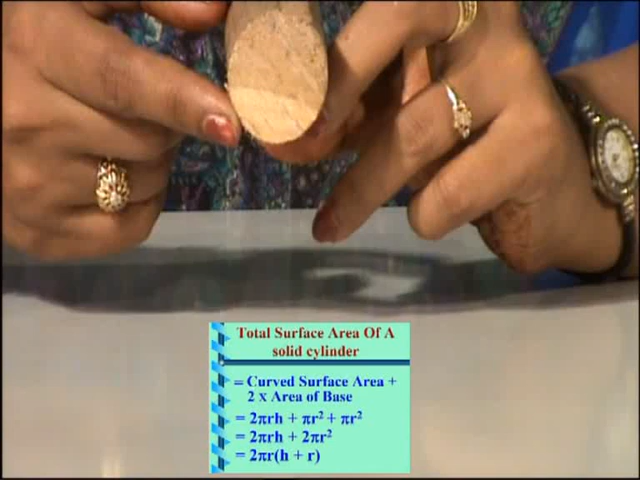 Total Surface Area Of A
solid cylinder
= Curved Surface Area +
2 x Area of Base
= 2πrh + πr² + πr²
= 2πrh + 2πr²
= 2πr(h + r)